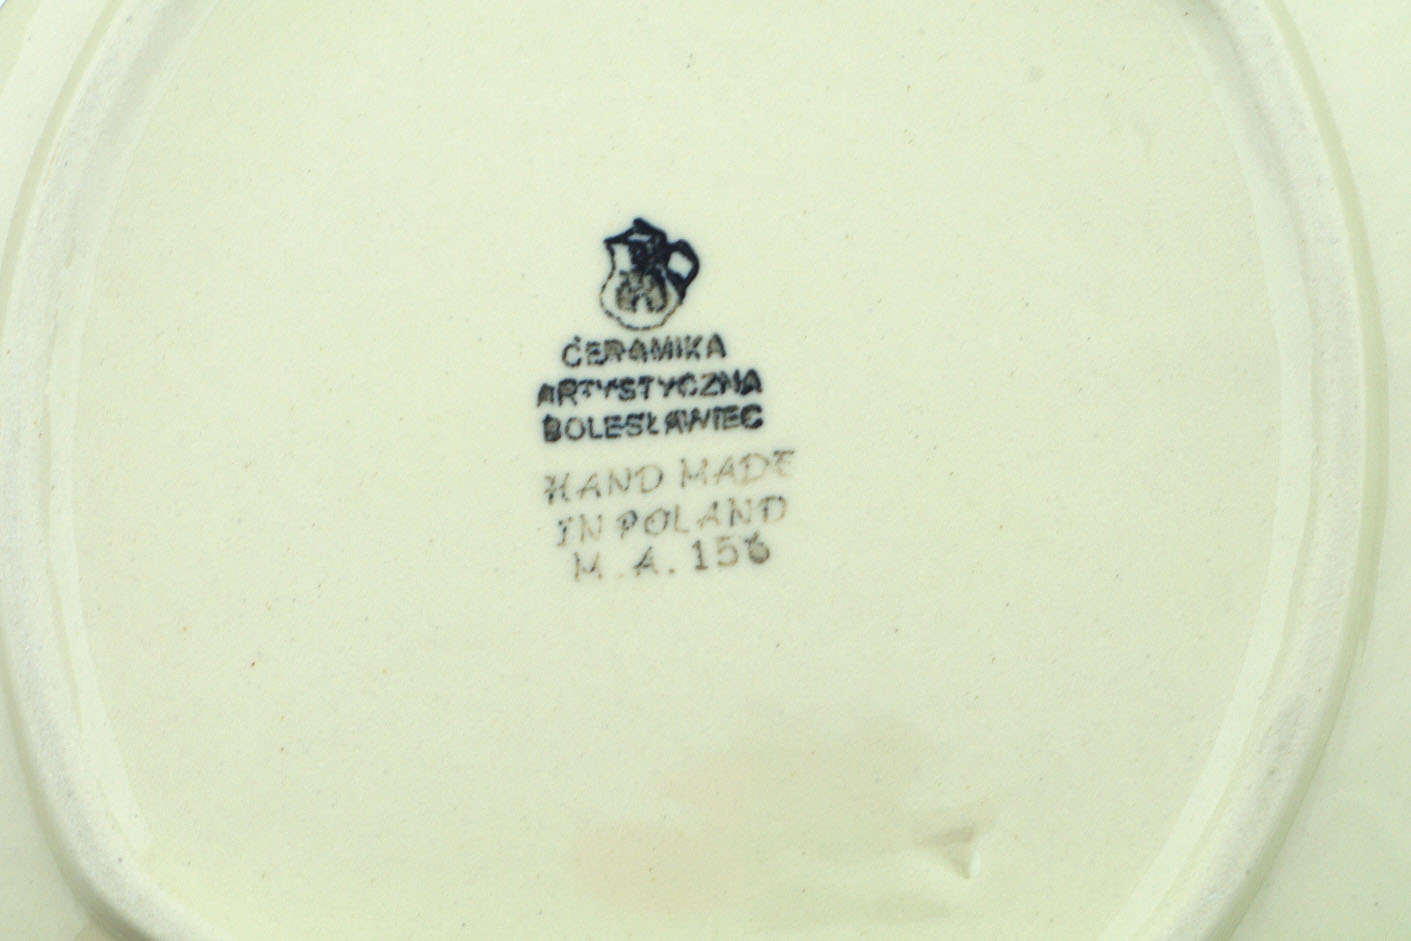 CERAMIKA
ARTYSTYCZNA
BOLESŁAWIEC
HAND MADE
IN POLAND
M.A. 156